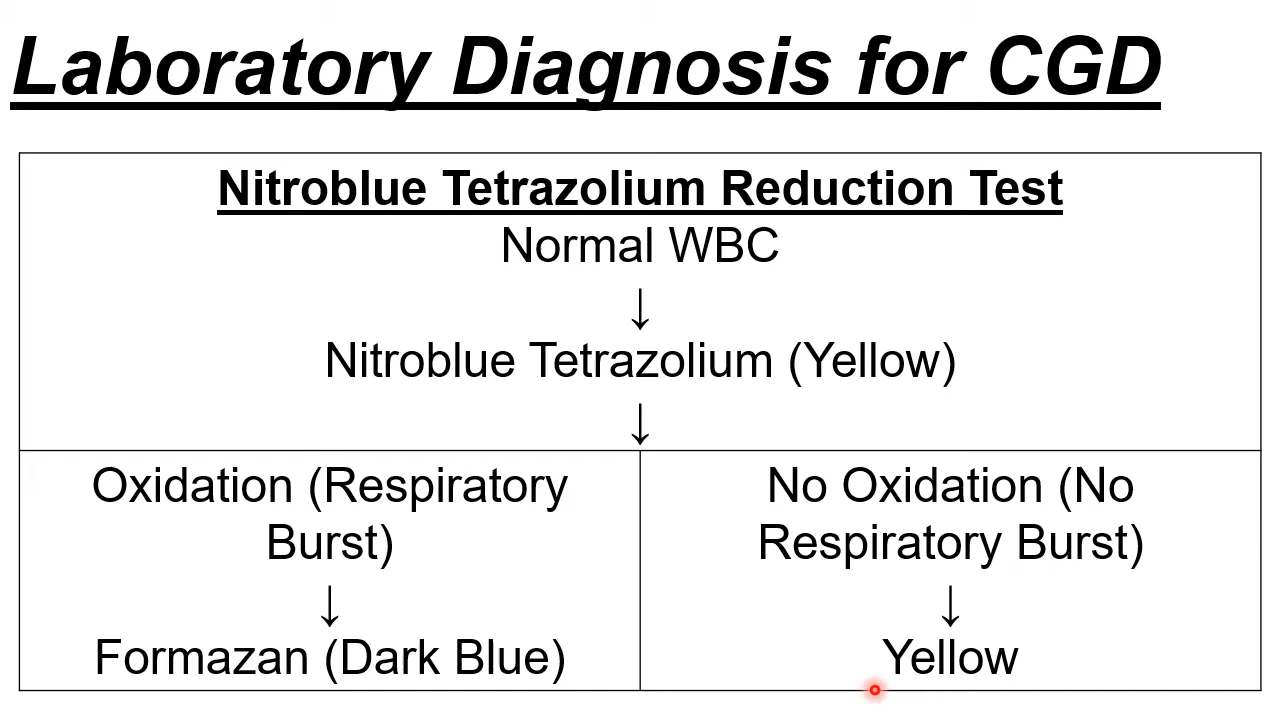 Laboratory Diagnosis for CGD
Nitroblue Tetrazolium Reduction Test
Normal WBC
↓
Nitroblue Tetrazolium (Yellow)
↓
Oxidation (Respiratory
Burst)
↓
Formazan (Dark Blue)
No Oxidation (No
Respiratory Burst)
↓
Yellow